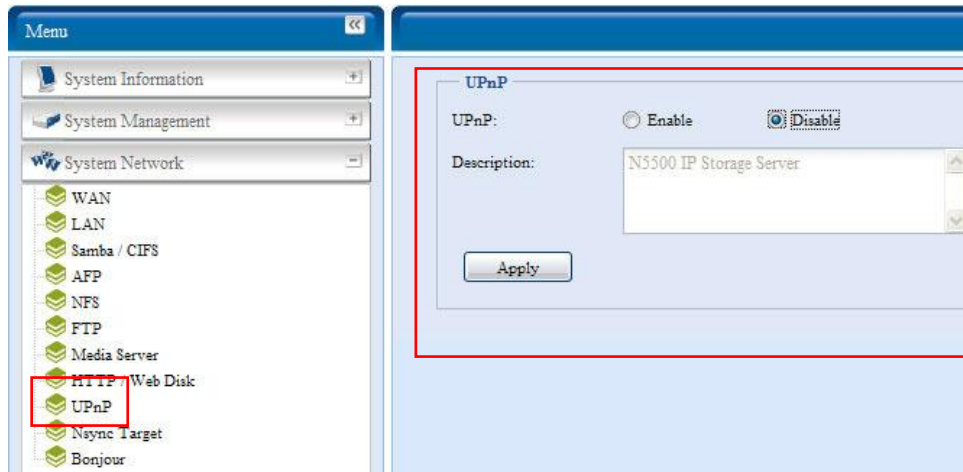 Menu
System Information
System Management
System Network
WAN
LAN
Samba / CIFS
AFP
NFS
FTP
Media Server
HTTP / Web Disk
UPnP
Nsync Target
Bonjour
UPnP
UPnP: Enable Disable
Description: N5500 IP Storage Server
Apply